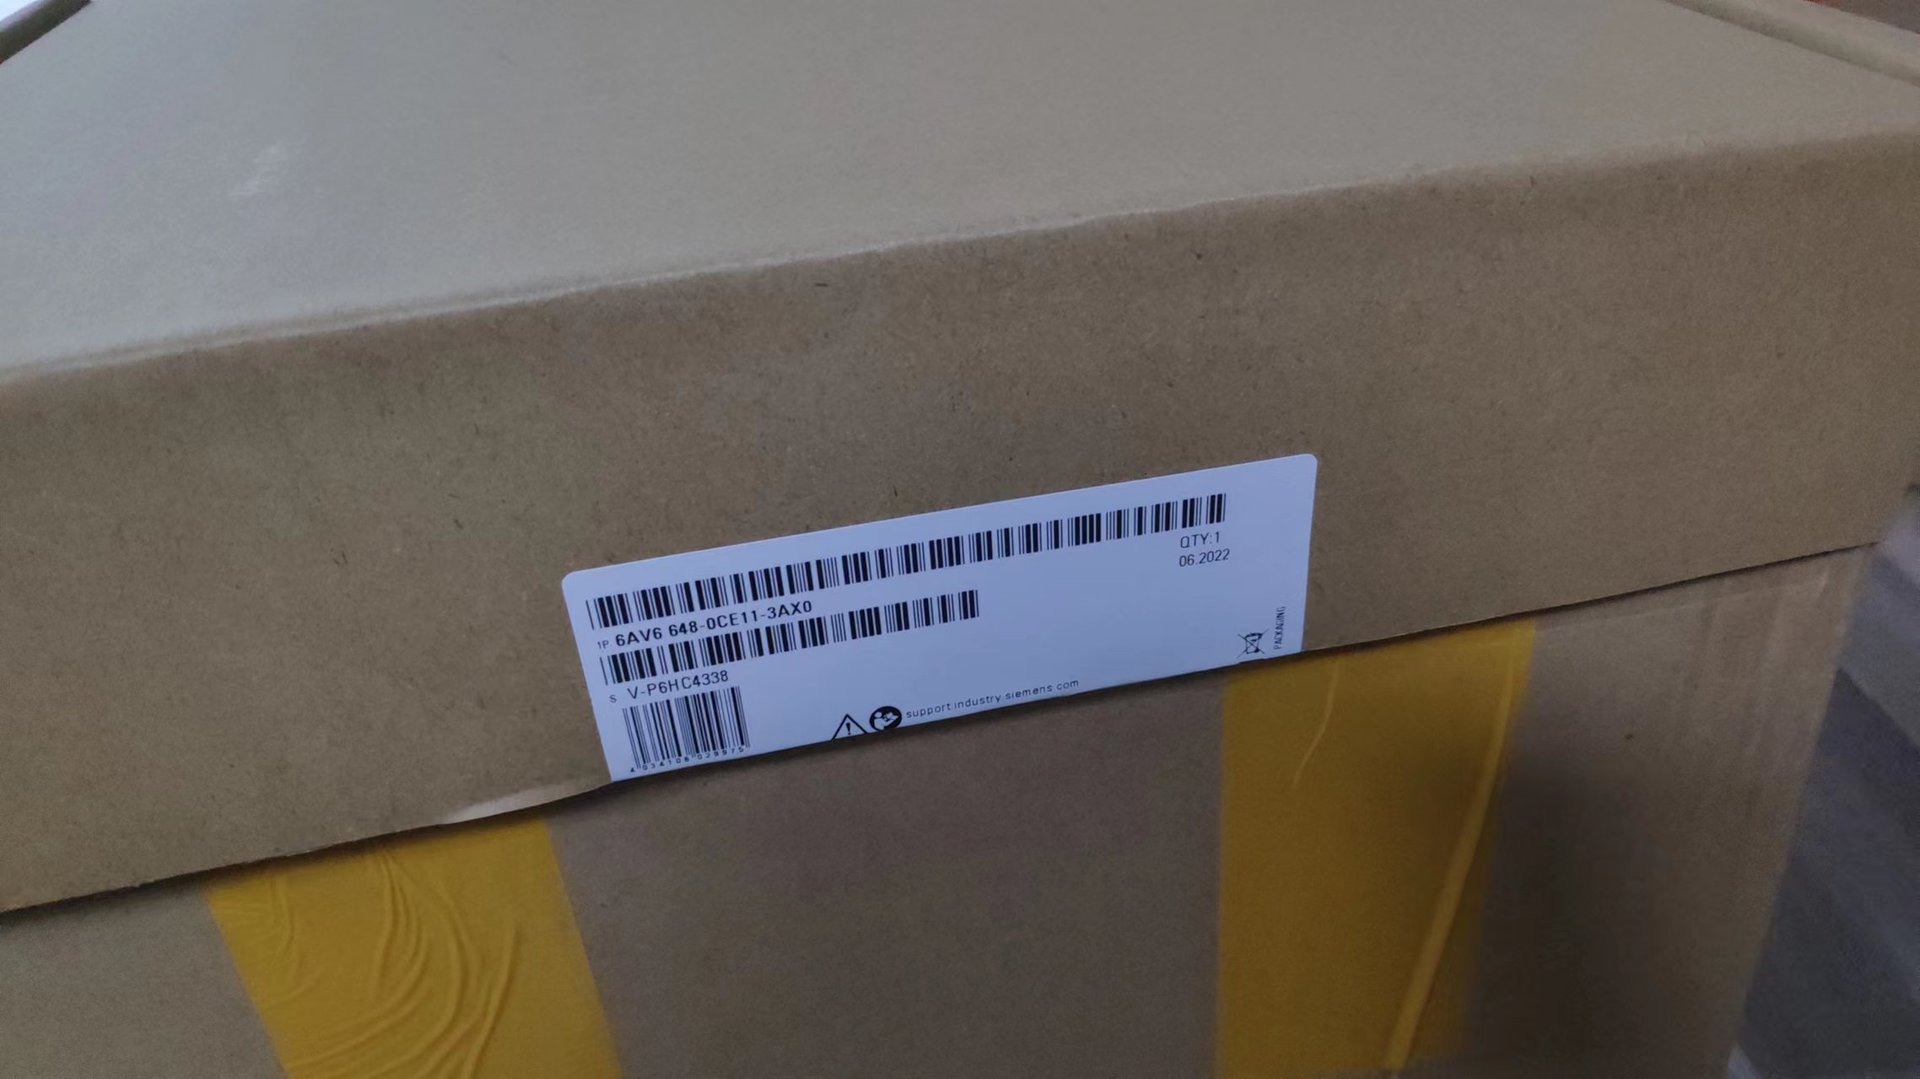 QTY:1
06.2022
1P 6AV6 648-0CE11-3AX0
S V-P6HC4338
support.industry.siemens.com
PACKAGING